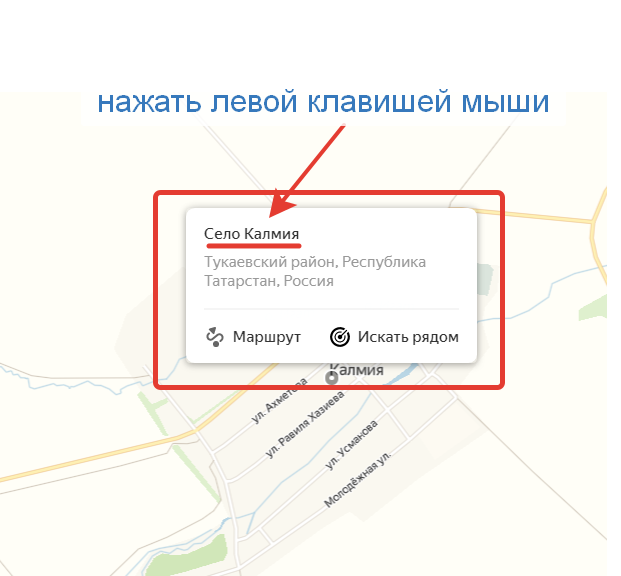 нажать левой клавишей мыши
Село Калмия
Тукаевский район, Республика
Татарстан, Россия
Маршрут
Искать рядом
Калмия
ул. Ахметова
ул. Равиля Хазиева
ул. Усманова
Молодёжная ул.